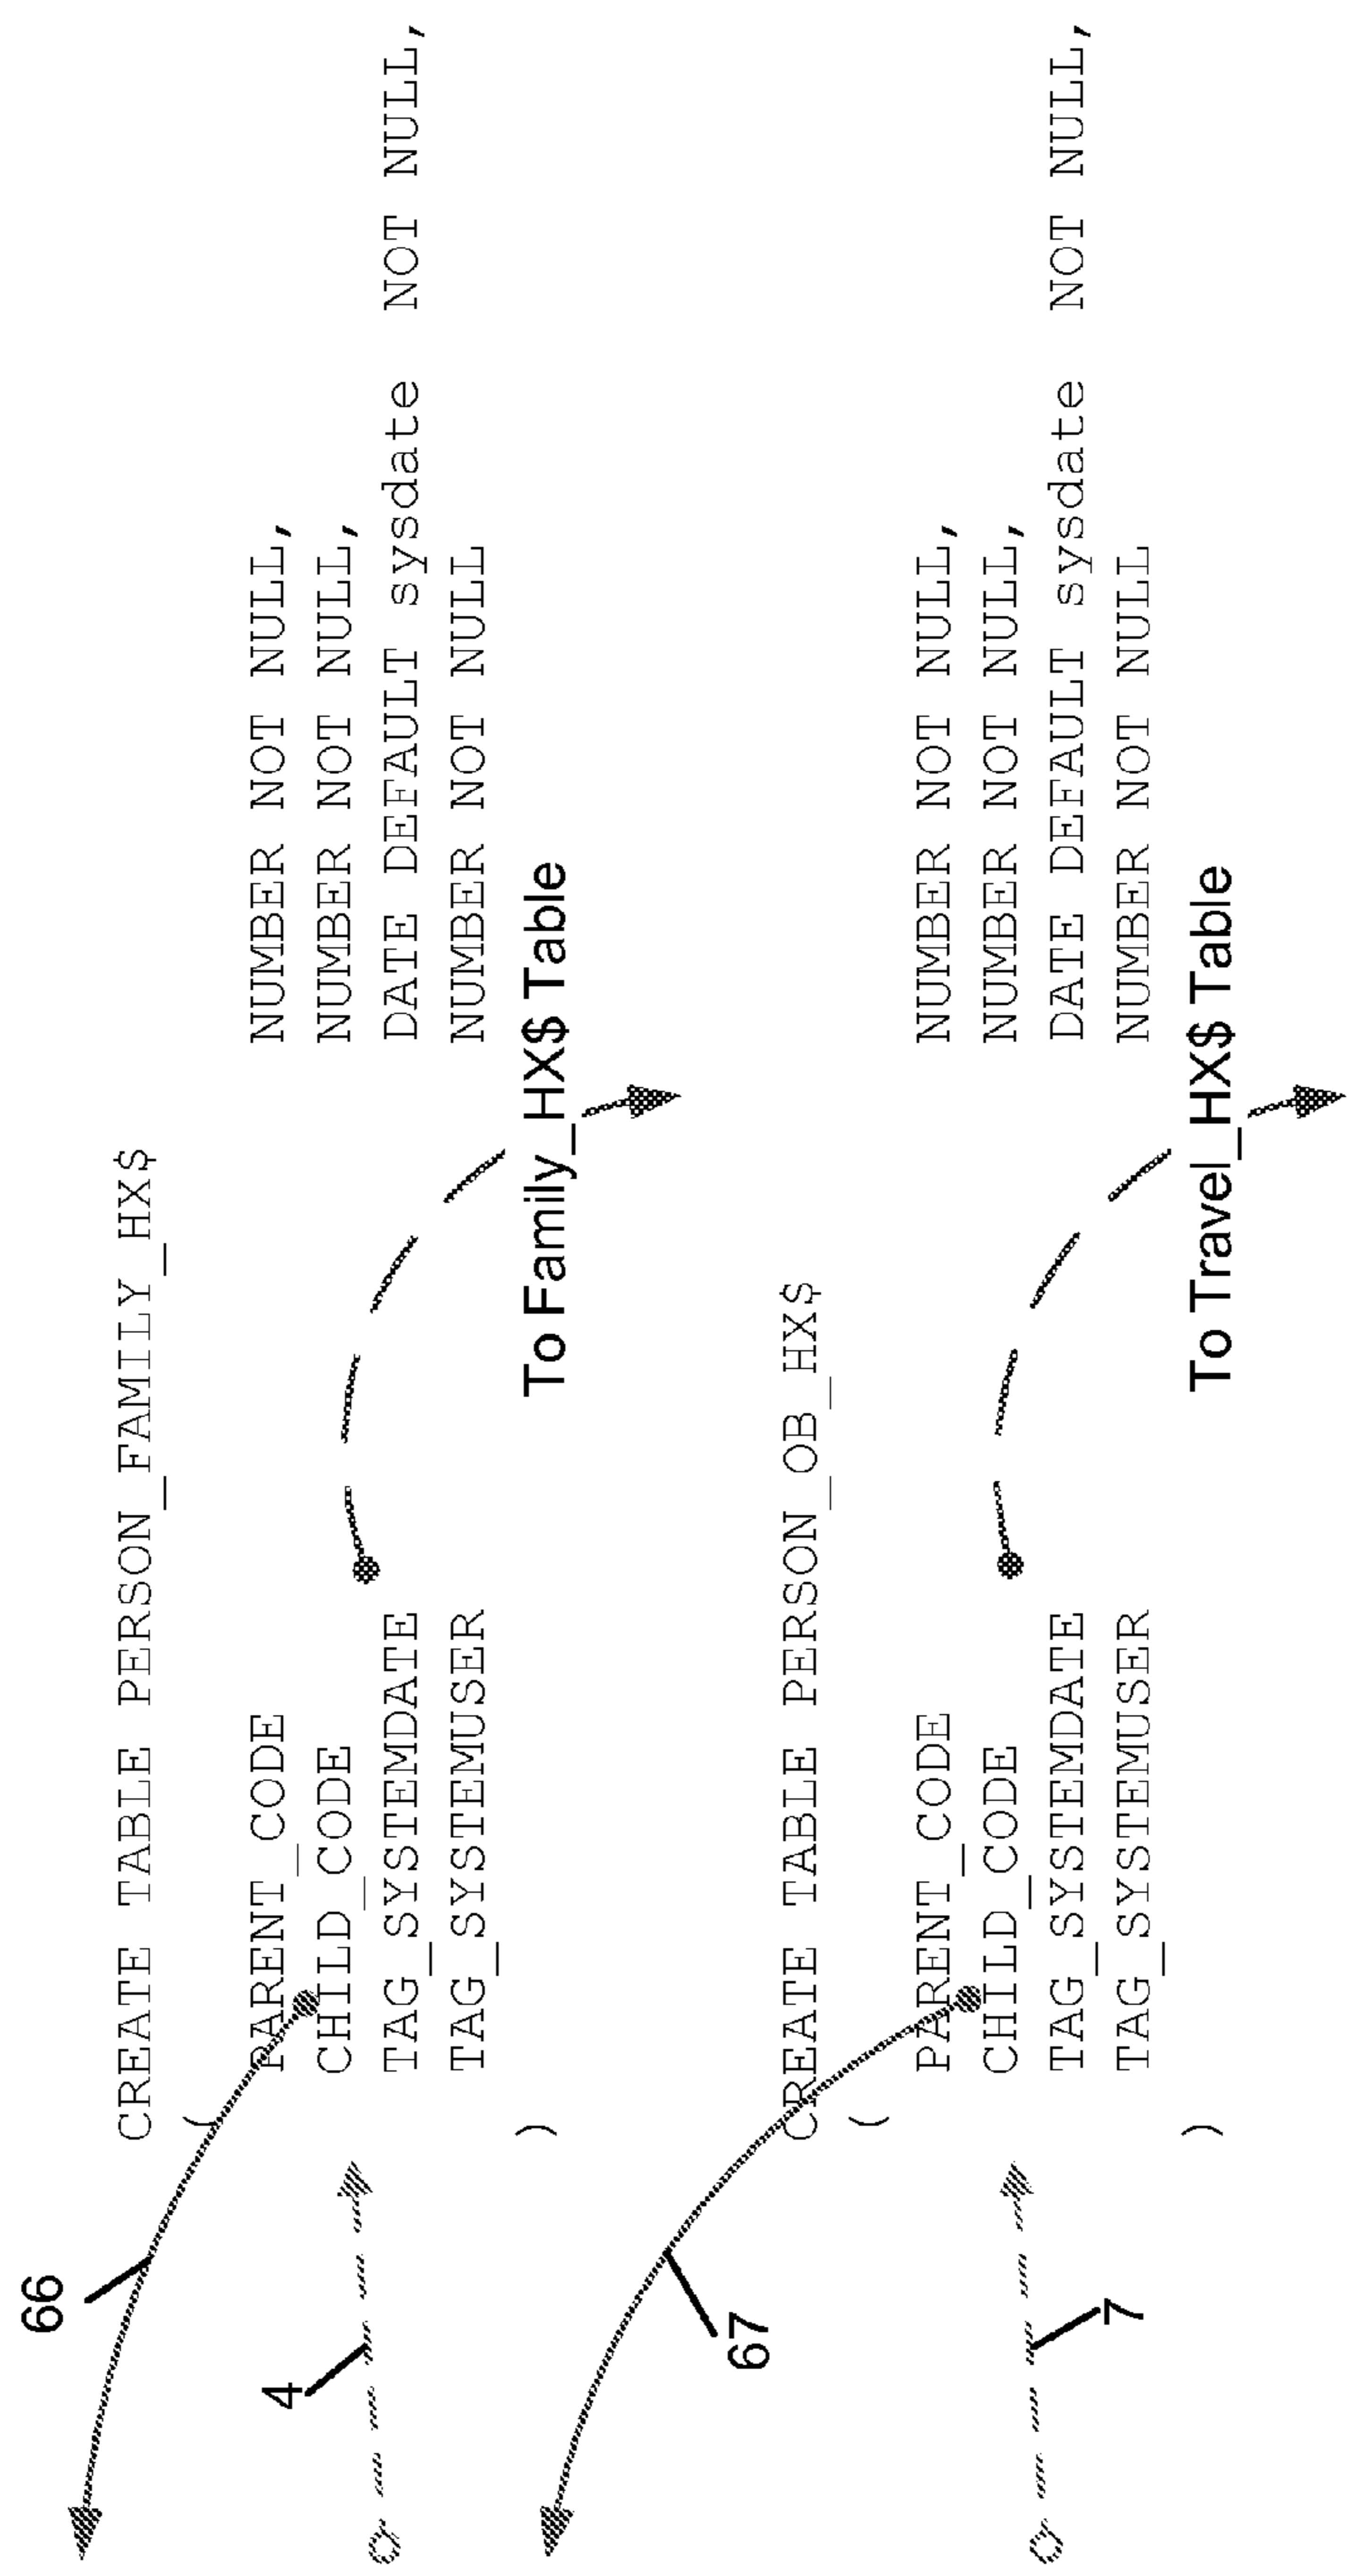 66
CREATE TABLE PERSON_FAMILY_HX$
(
PARENT_CODE NUMBER NOT NULL,
CHILD_CODE NUMBER NOT NULL,
TAG_SYSTEMDATE DATE DEFAULT sysdate NOT NULL,
TAG_SYSTEMUSER NUMBER NOT NULL
)
4
To Family_HX$ Table
67
CREATE TABLE PERSON_OB_HX$
(
PARENT_CODE NUMBER NOT NULL,
CHILD_CODE NUMBER NOT NULL,
TAG_SYSTEMDATE DATE DEFAULT sysdate NOT NULL,
TAG_SYSTEMUSER NUMBER NOT NULL
)
7
To Travel_HX$ Table